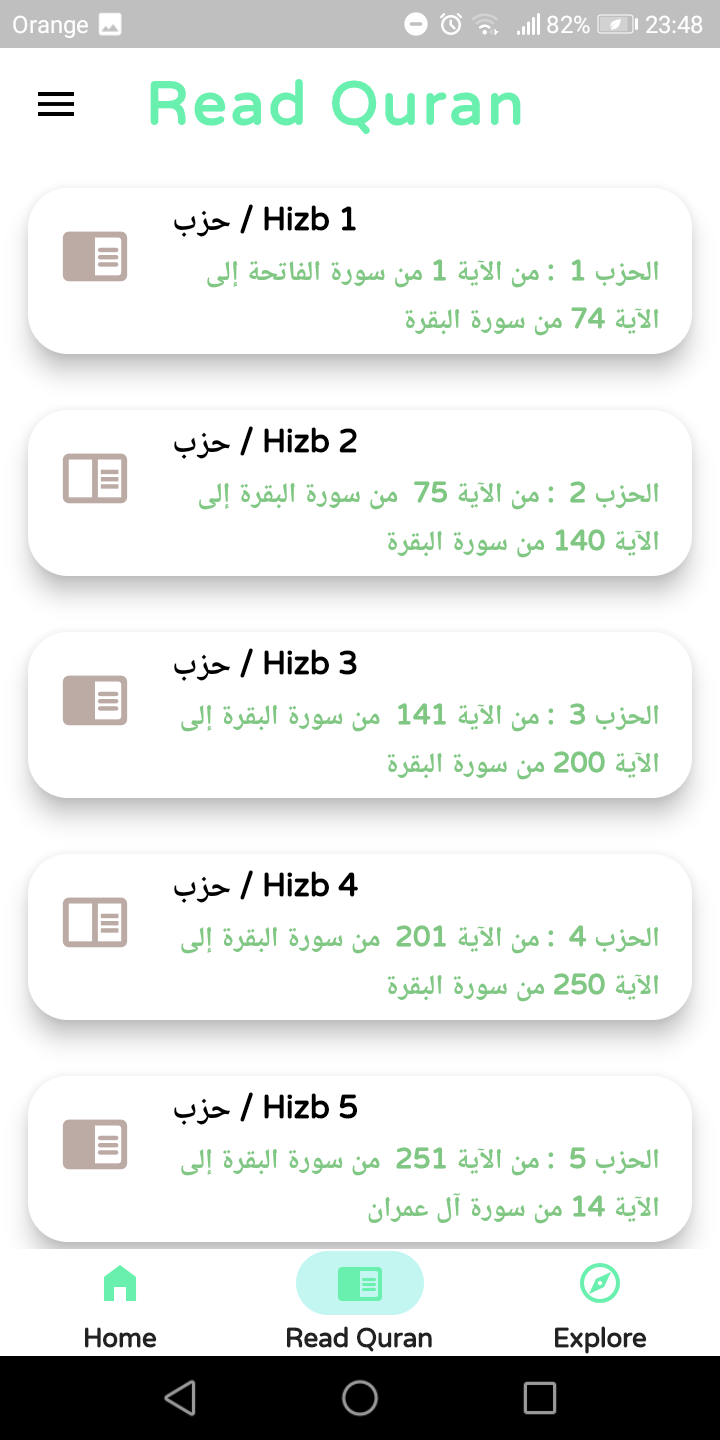 Orange 82% 23:48
Read Quran
حزب / Hizb 1
الحزب 1 : من الآية 1 من سورة الفاتحة إلى
الآية 74 من سورة البقرة
حزب / Hizb 2
الحزب 2 : من الآية 75 من سورة البقرة إلى
الآية 140 من سورة البقرة
حزب / Hizb 3
الحزب 3 : من الآية 141 من سورة البقرة إلى
الآية 200 من سورة البقرة
حزب / Hizb 4
الحزب 4 : من الآية 201 من سورة البقرة إلى
الآية 250 من سورة البقرة
حزب / Hizb 5
الحزب 5 : من الآية 251 من سورة البقرة إلى
الآية 14 من سورة آل عمران
Home Read Quran Explore